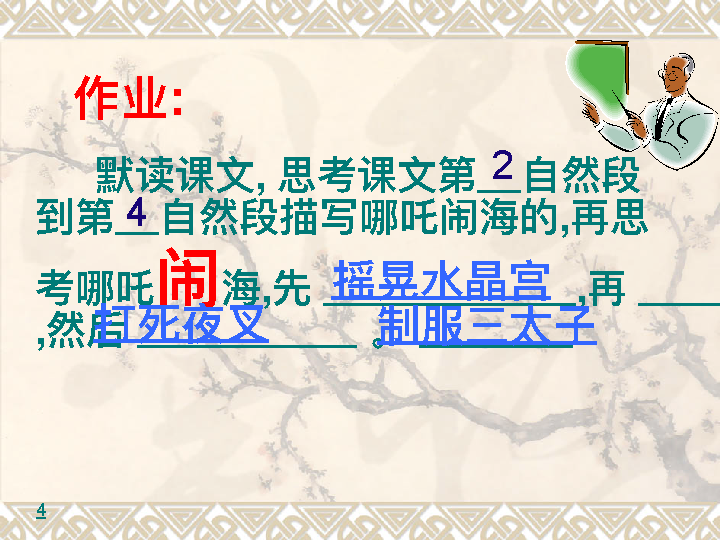 作业:
默读课文, 思考课文第 2 自然段
到第 4 自然段描写哪吒闹海的,再思
考哪吒闹海,先 摇晃水晶宫 ,再
打死夜叉 ,然后 制服三太子 。
4